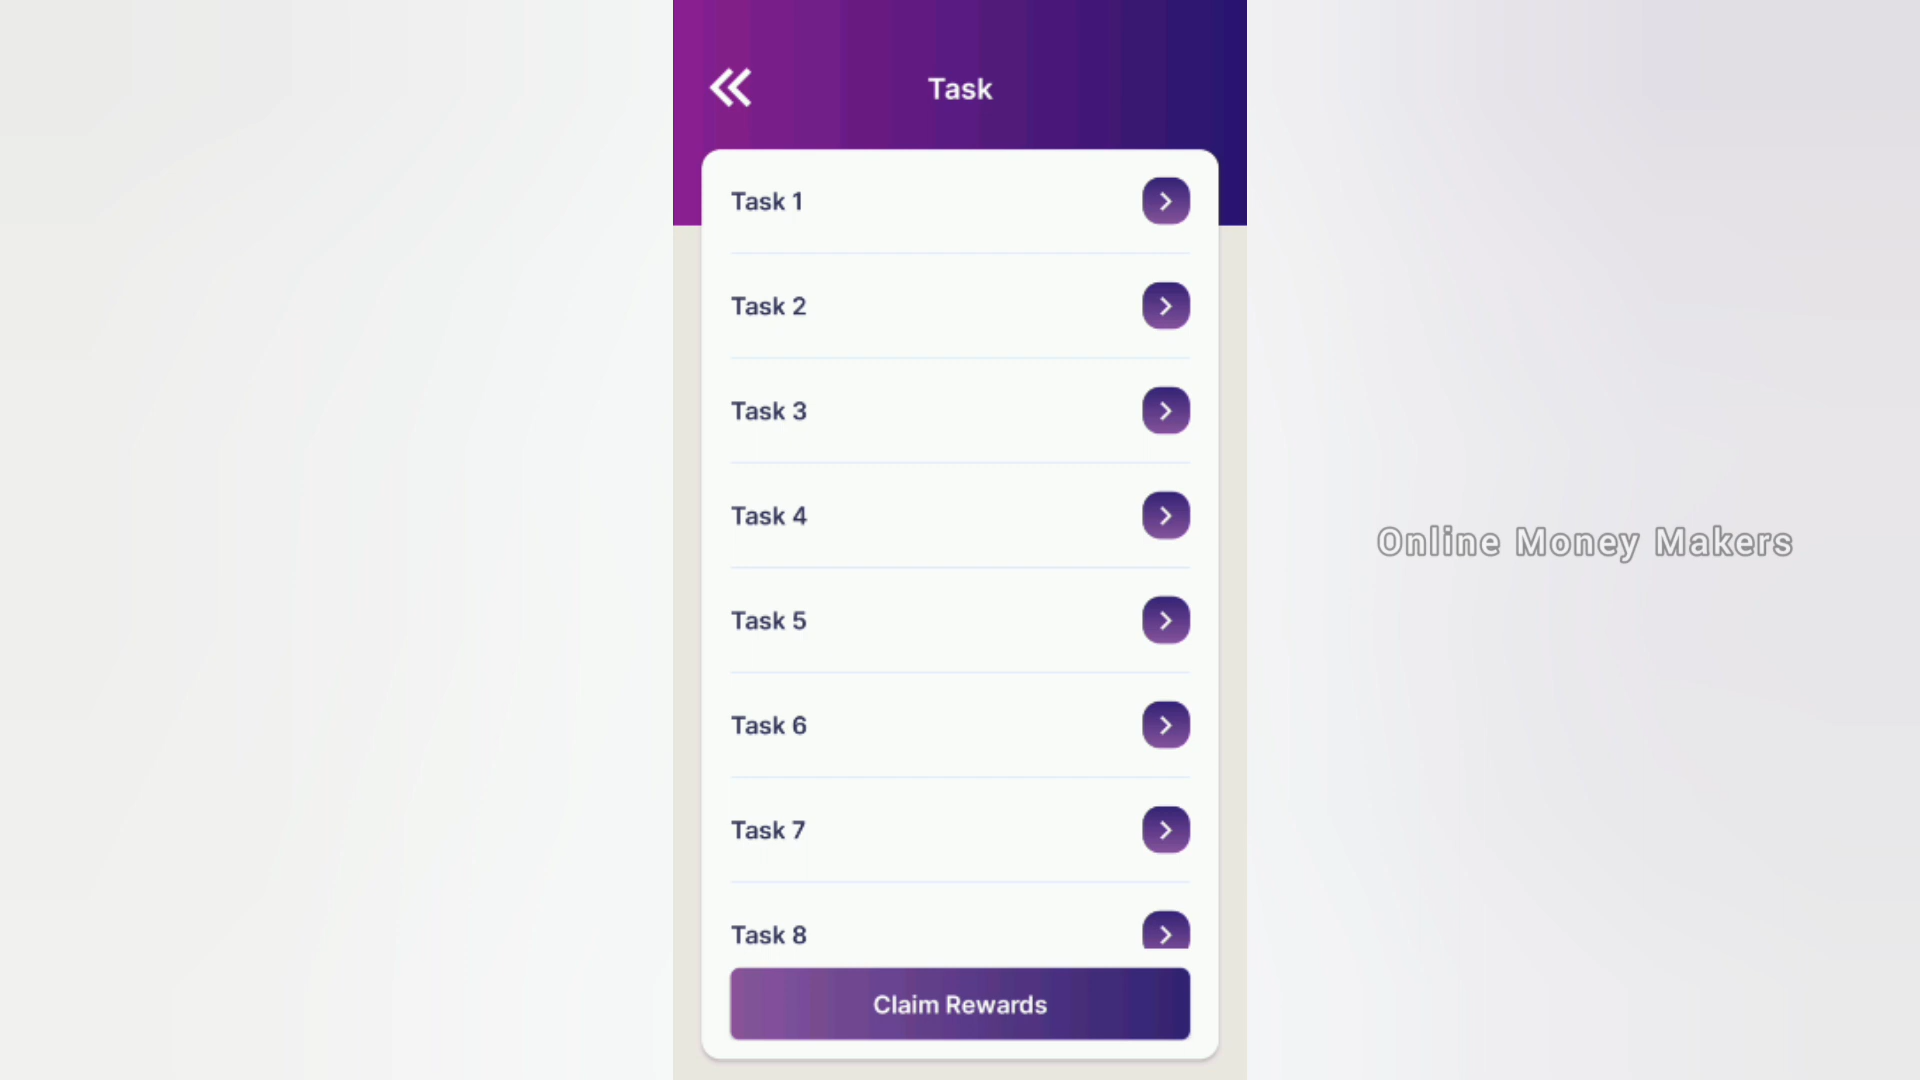 Task
Task 1
Task 2
Task 3
Task 4
Task 5
Task 6
Task 7
Task 8
Claim Rewards
Online Money Makers